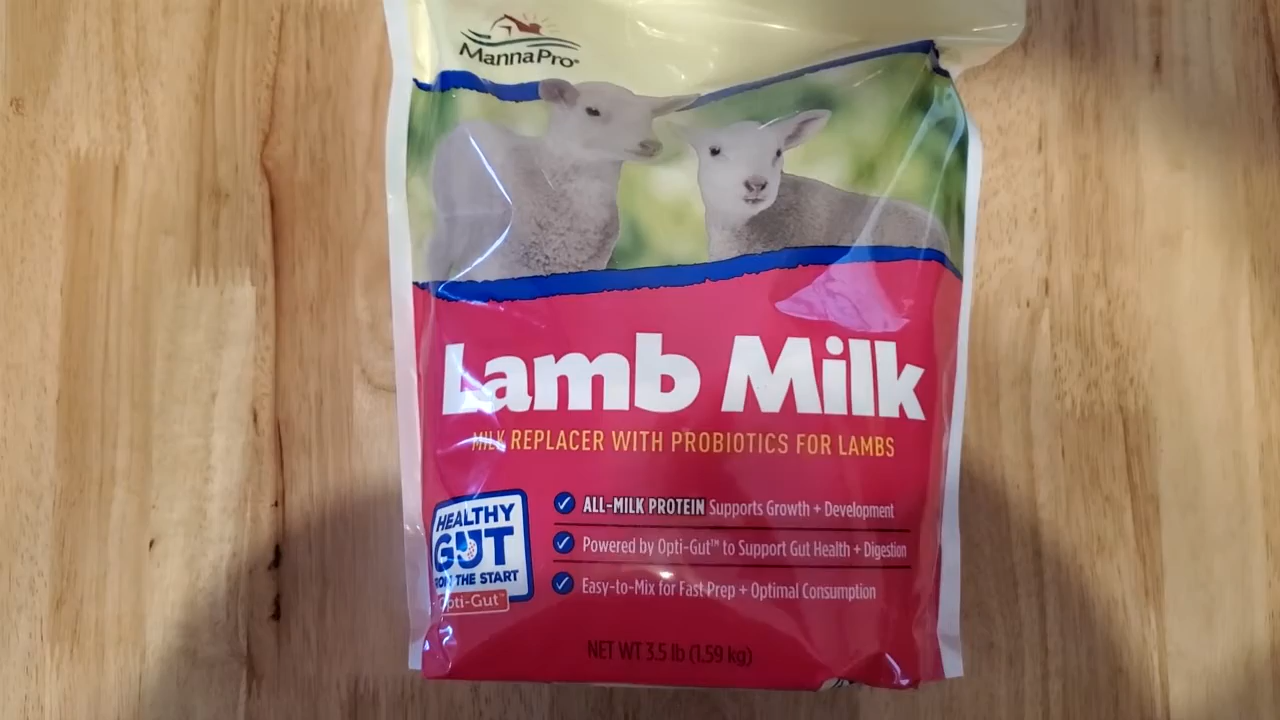 MannaPro®
Lamb Milk
MILK REPLACER WITH PROBIOTICS FOR LAMBS
HEALTHY
GUT
FROM THE START
Opti-Gut™
ALL-MILK PROTEIN Supports Growth + Development
Powered by Opti-Gut™ to Support Gut Health + Digestion
Easy-to-Mix for Fast Prep + Optimal Consumption
NET WT 3.5 lb (1.59 kg)